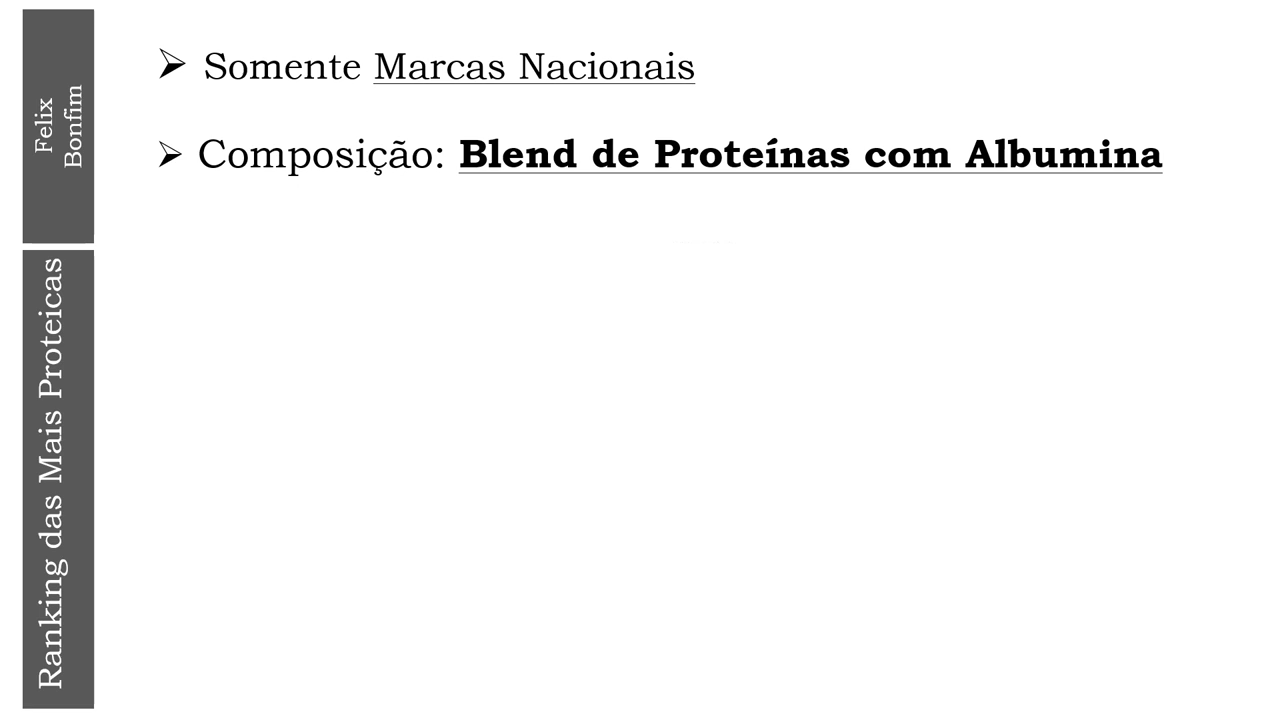 Felix
Bonfim
Ranking das Mais Proteicas
Somente Marcas Nacionais
Composição: Blend de Proteínas com Albumina